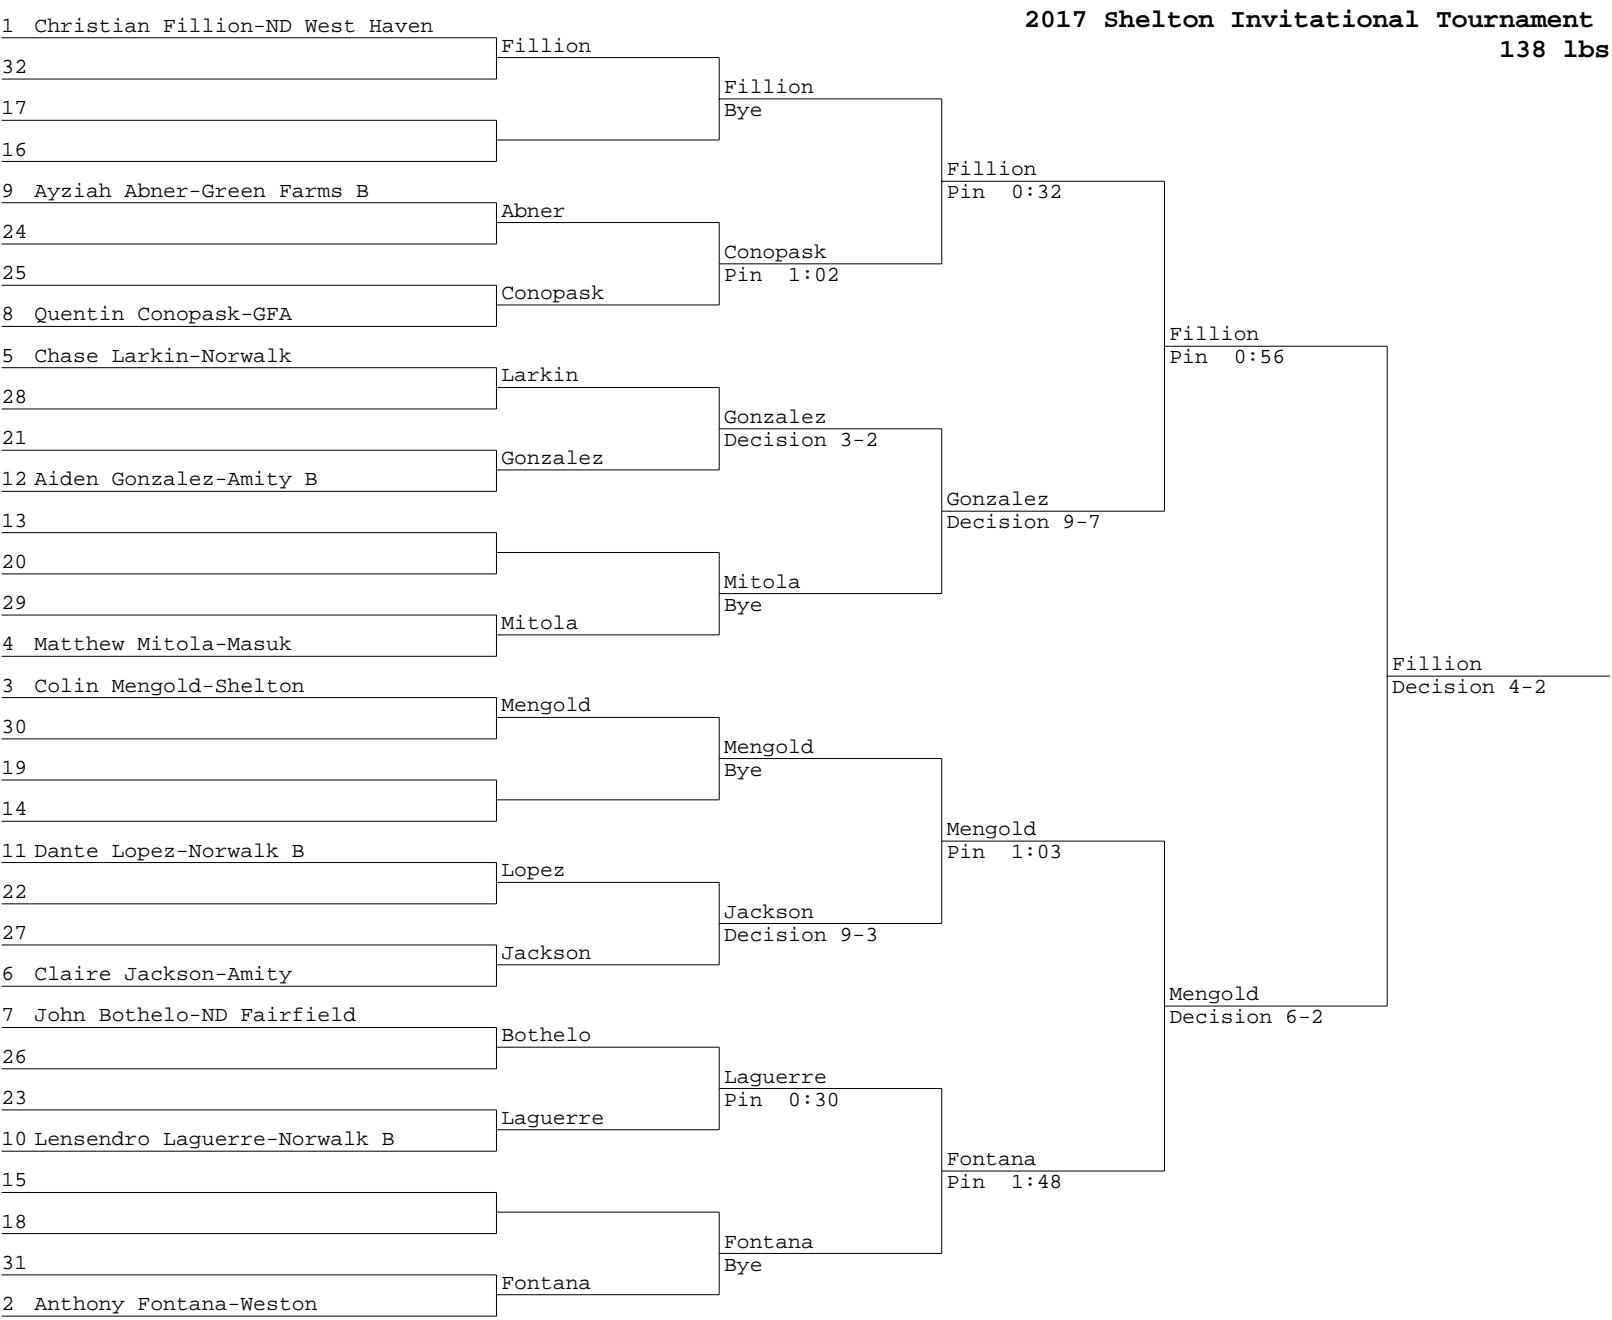 2017 Shelton Invitational Tournament
138 lbs
1 Christian Fillion-ND West Haven
32
17
16
9 Ayziah Abner-Green Farms B
24
25
8 Quentin Conopask-GFA
5 Chase Larkin-Norwalk
28
21
12 Aiden Gonzalez-Amity B
13
20
29
4 Matthew Mitola-Masuk
3 Colin Mengold-Shelton
30
19
14
11 Dante Lopez-Norwalk B
22
27
6 Claire Jackson-Amity
7 John Bothelo-ND Fairfield
26
23
10 Lensendro Laguerre-Norwalk B
15
18
31
2 Anthony Fontana-Weston
Fillion
Abner
Conopask
Larkin
Gonzalez
Mitola
Mengold
Lopez
Jackson
Bothelo
Laguerre
Fontana
Fillion
Bye
Conopask
Pin 1:02
Gonzalez
Decision 3-2
Mitola
Bye
Mengold
Bye
Jackson
Decision 9-3
Laguerre
Pin 0:30
Fontana
Bye
Fillion
Pin 0:32
Gonzalez
Decision 9-7
Mengold
Pin 1:03
Fontana
Pin 1:48
Fillion
Pin 0:56
Mengold
Decision 6-2
Fillion
Decision 4-2